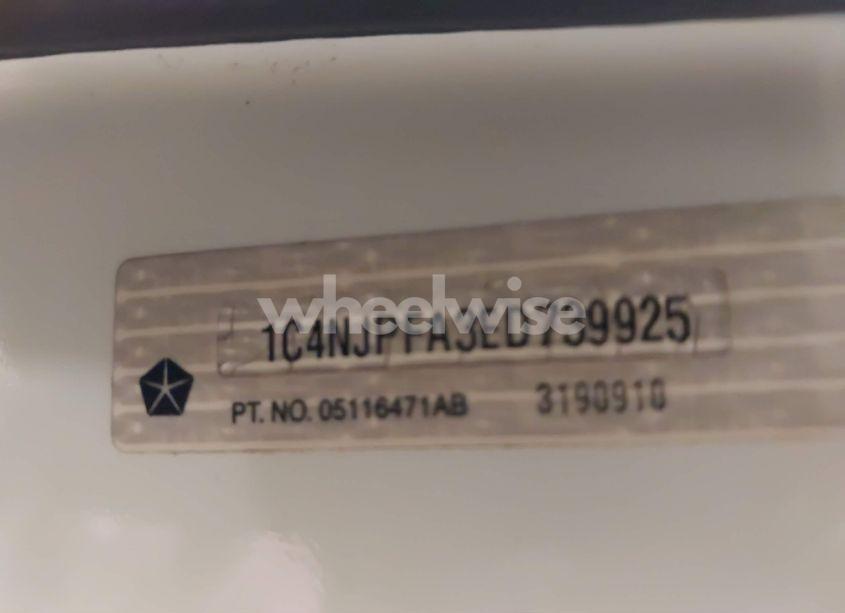 wheelwise
1C4NJPFA3ED739925
PT. NO. 05116471AB 3190910